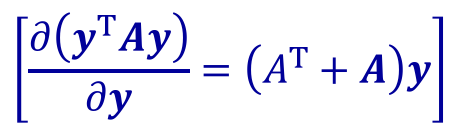 [∂(yᵀAy)/∂y = (Aᵀ + A)y]